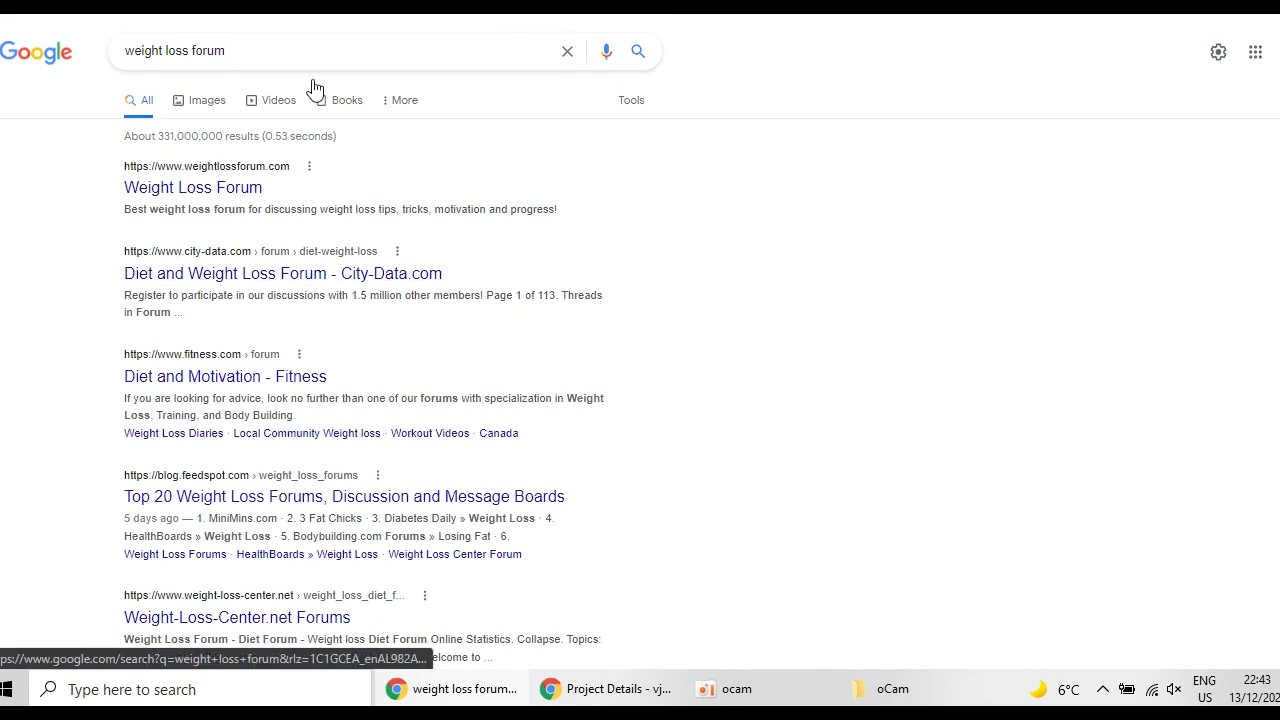 Google
weight loss forum
All Images Videos Books More Tools
About 331,000,000 results (0.53 seconds)
https://www.weightlossforum.com
Weight Loss Forum
Best weight loss forum for discussing weight loss tips, tricks, motivation and progress!
https://www.city-data.com › forum › diet-weight-loss
Diet and Weight Loss Forum - City-Data.com
Register to participate in our discussions with 1.5 million other members! Page 1 of 113. Threads
in Forum ...
https://www.fitness.com › forum
Diet and Motivation - Fitness
If you are looking for advice, look no further than one of our forums with specialization in Weight
Loss, Training, and Body Building.
Weight Loss Diaries · Local Community Weight loss · Workout Videos · Canada
https://blog.feedspot.com › weight_loss_forums
Top 20 Weight Loss Forums, Discussion and Message Boards
5 days ago — 1. MiniMins.com · 2. 3 Fat Chicks · 3. Diabetes Daily » Weight Loss · 4.
HealthBoards » Weight Loss · 5. Bodybuilding.com Forums » Losing Fat · 6.
Weight Loss Forums · HealthBoards » Weight Loss · Weight Loss Center Forum
https://www.weight-loss-center.net › weight_loss_diet_f...
Weight-Loss-Center.net Forums
Weight Loss Forum - Diet Forum - Weight loss Diet Forum Online Statistics. Collapse. Topics:
elcome to ...
ps://www.google.com/search?q=weight+loss+forum&rlz=1C1GCEA_enAL982A...
Type here to search
weight loss forum...
Project Details - vj...
ocam
oCam
6°C
ENG
US
22:43
13/12/202